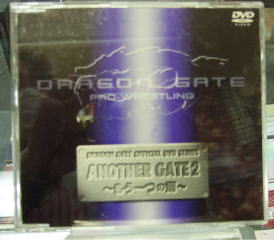 DVD
VIDEO
DRAGON GATE
PRO-WRESTLING
DRAGON GATE OFFICIAL DVD SERIES
ANOTHER GATE 2
〜もう一つの扉〜